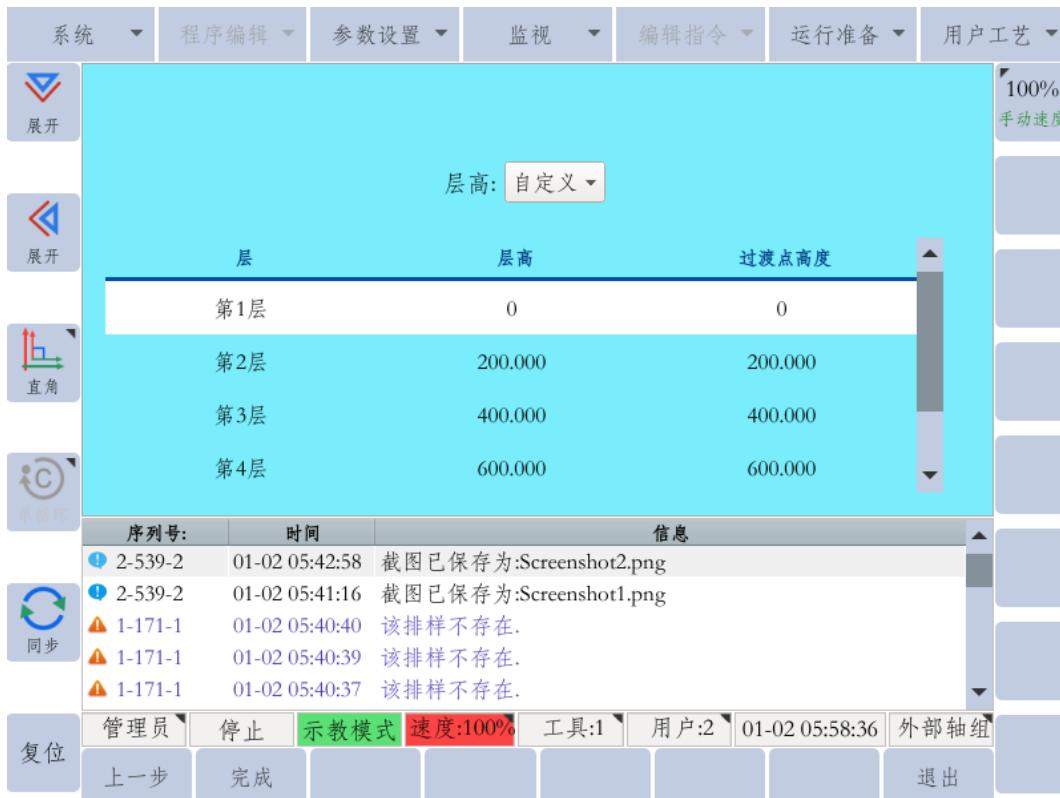 系统 程序编辑 参数设置 监视 编辑指令 运行准备 用户工艺
展开
100%
手动速度
层高: 自定义
展开
层 层高 过渡点高度
第1层 0 0
第2层 200.000 200.000
直角
第3层 400.000 400.000
第4层 600.000 600.000
单循环
序列号: 时间 信息
2-539-2 01-02 05:42:58 截图已保存为:Screenshot2.png
2-539-2 01-02 05:41:16 截图已保存为:Screenshot1.png
1-171-1 01-02 05:40:40 该排样不存在.
同步
1-171-1 01-02 05:40:39 该排样不存在.
1-171-1 01-02 05:40:37 该排样不存在.
管理员 停止 示教模式 速度:100% 工具:1 用户:2 01-02 05:58:36 外部轴组
复位
上一步 完成 退出